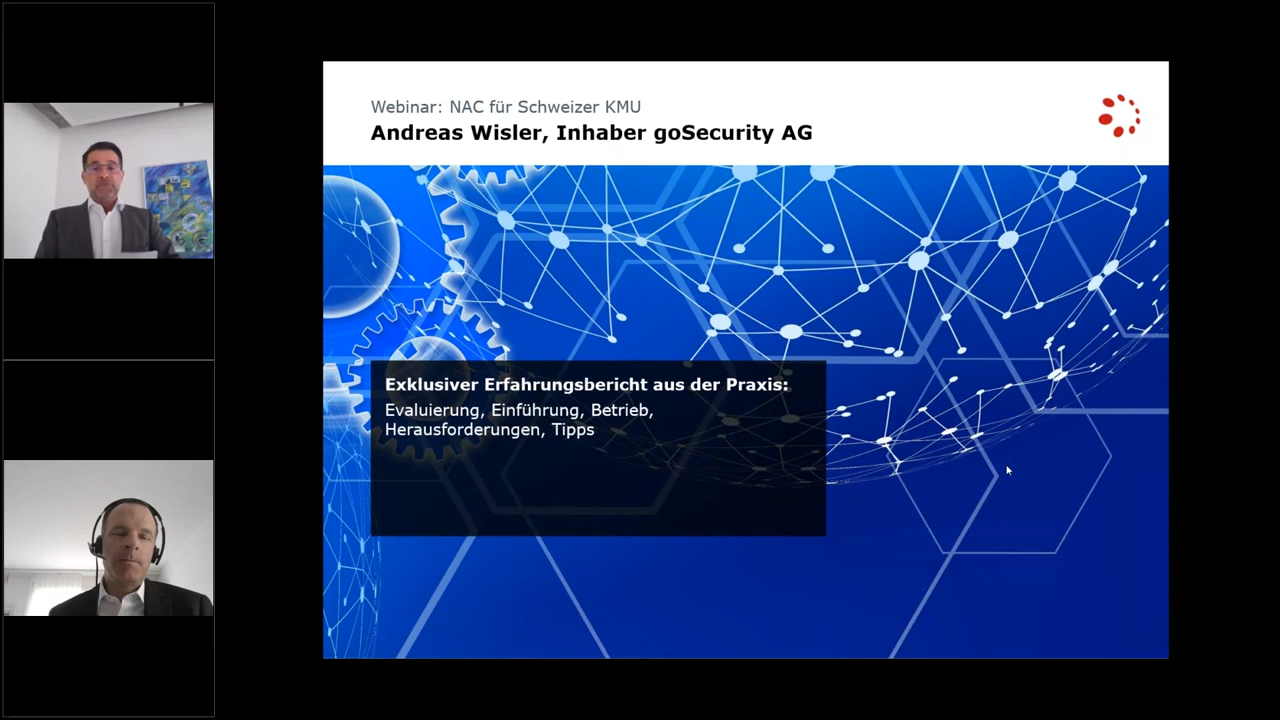 Webinar: NAC für Schweizer KMU
Andreas Wisler, Inhaber goSecurity AG
Exklusiver Erfahrungsbericht aus der Praxis:
Evaluierung, Einführung, Betrieb,
Herausforderungen, Tipps